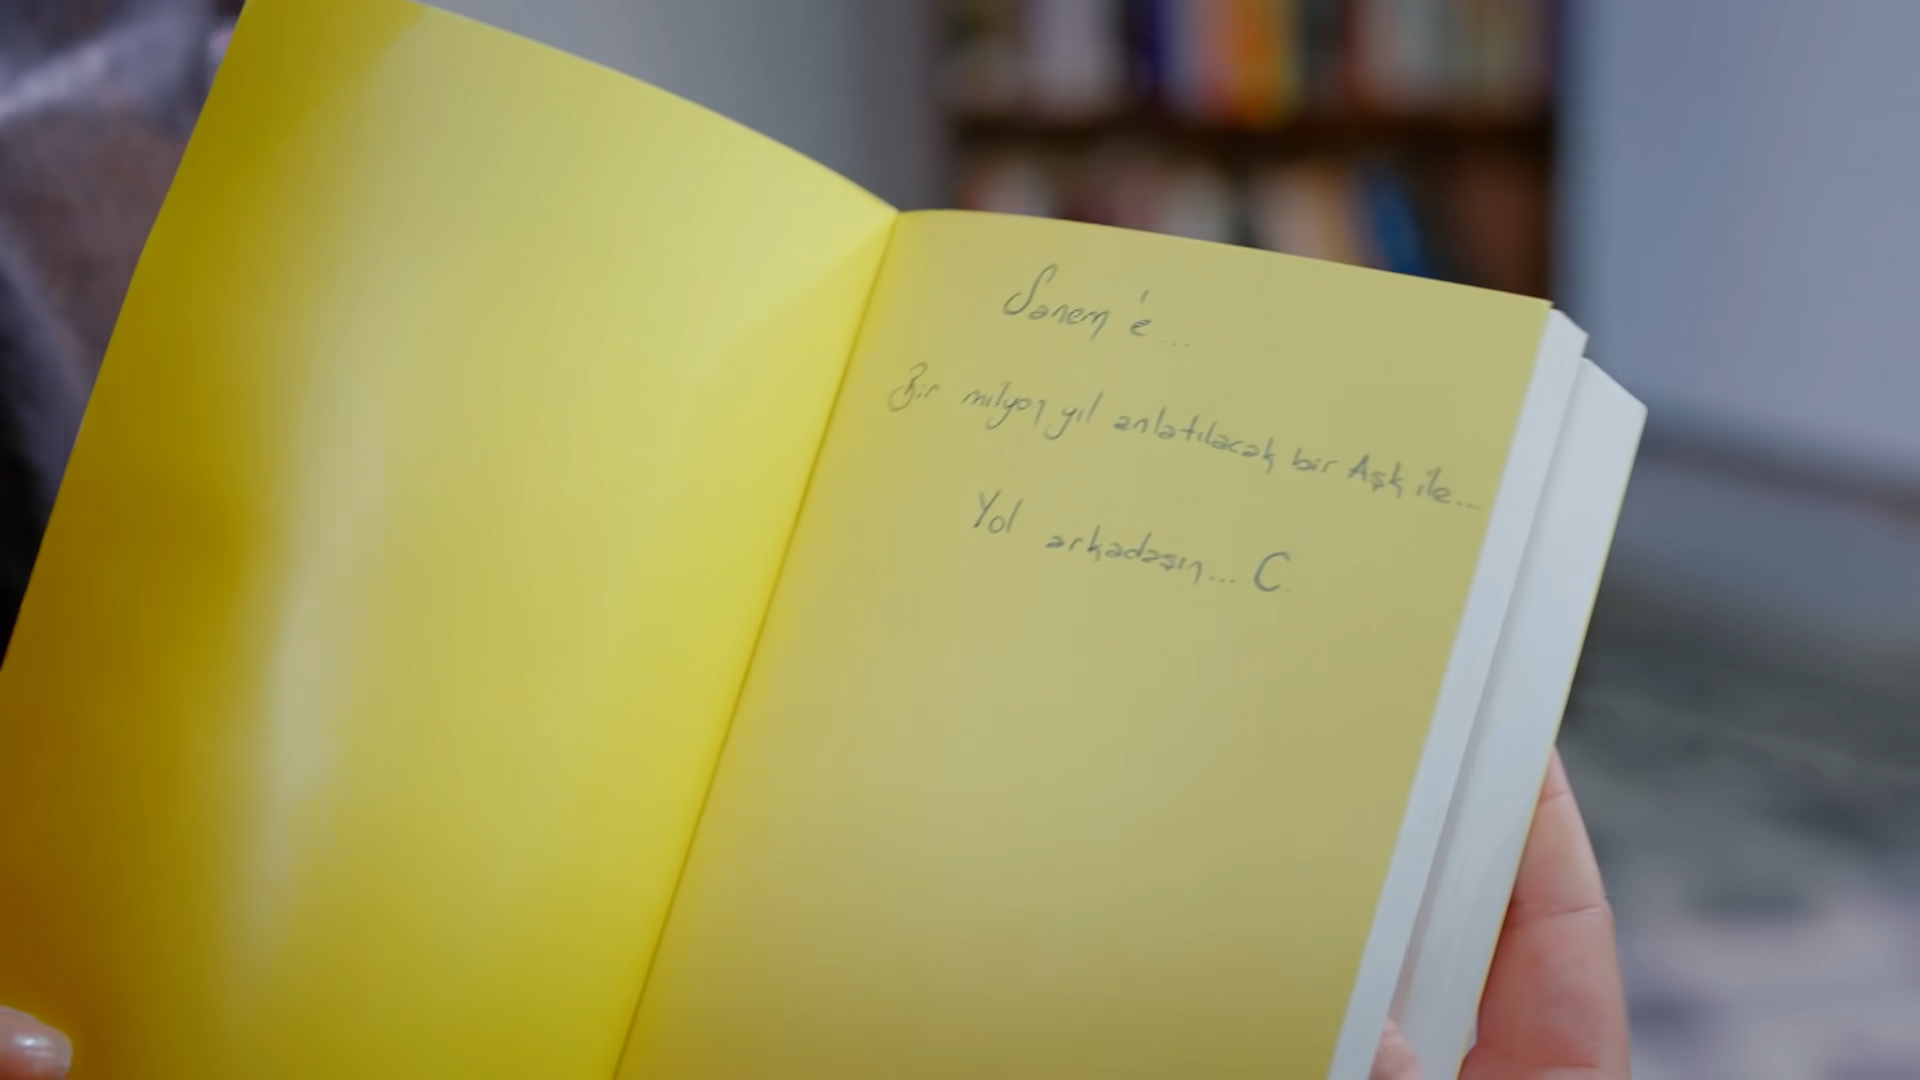 Sanem'e...
Bir milyon yıl anlatılacak bir Aşk ile...
Yol arkadaşın... C.